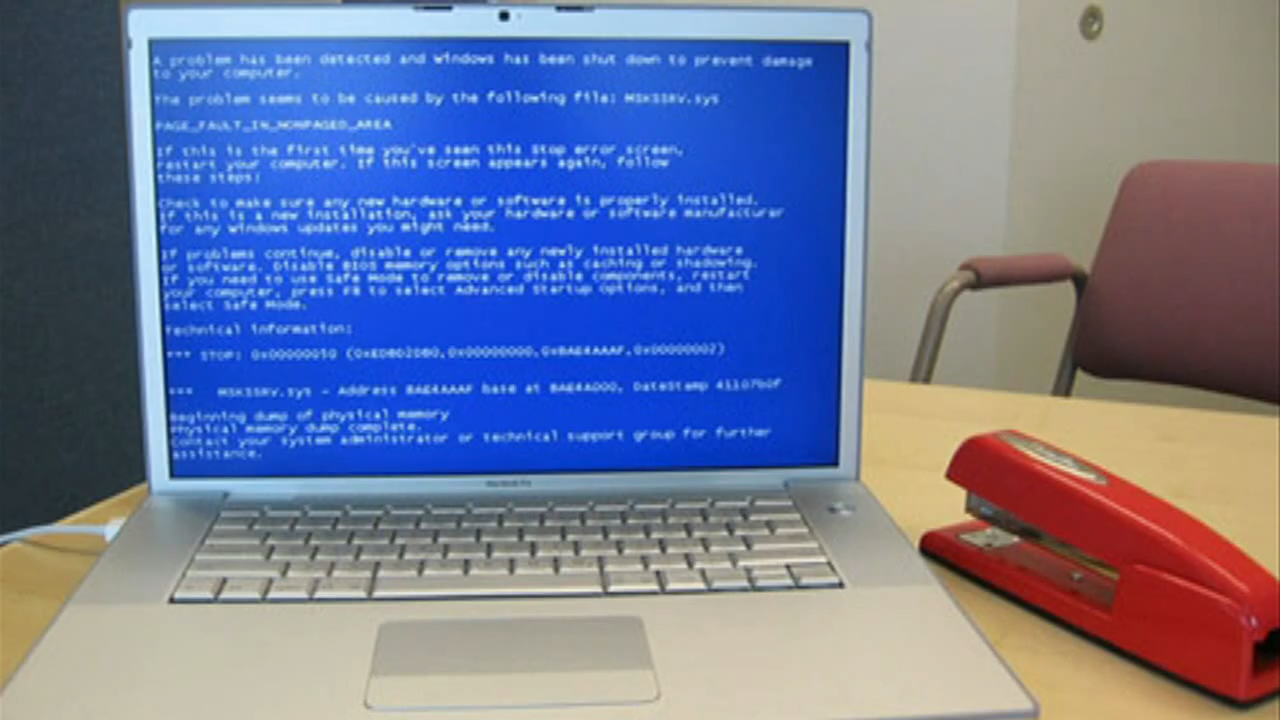 A problem has been detected and windows has been shut down to prevent damage
to your computer.
The problem seems to be caused by the following file: MSKSSRV.sys
PAGE_FAULT_IN_NONPAGED_AREA
If this is the first time you've seen this Stop error screen,
restart your computer. If this screen appears again, follow
these steps:
Check to make sure any new hardware or software is properly installed.
If this is a new installation, ask your hardware or software manufacturer
for any windows updates you might need.
If problems continue, disable or remove any newly installed hardware
or software. Disable BIOS memory options such as caching or shadowing.
If you need to use Safe Mode to remove or disable components, restart
your computer, press F8 to select Advanced Startup Options, and then
select Safe Mode.
Technical information:
*** STOP: 0x00000050 (0xEDBD2DB0,0x00000000,0xBAE4AAAF,0x00000002)
*** MSKSSRV.sys - Address BAE4AAAF base at BAE4A000, DateStamp 41107b0f
Beginning dump of physical memory
Physical memory dump complete.
Contact your system administrator or technical support group for further
assistance.
MacBook Pro